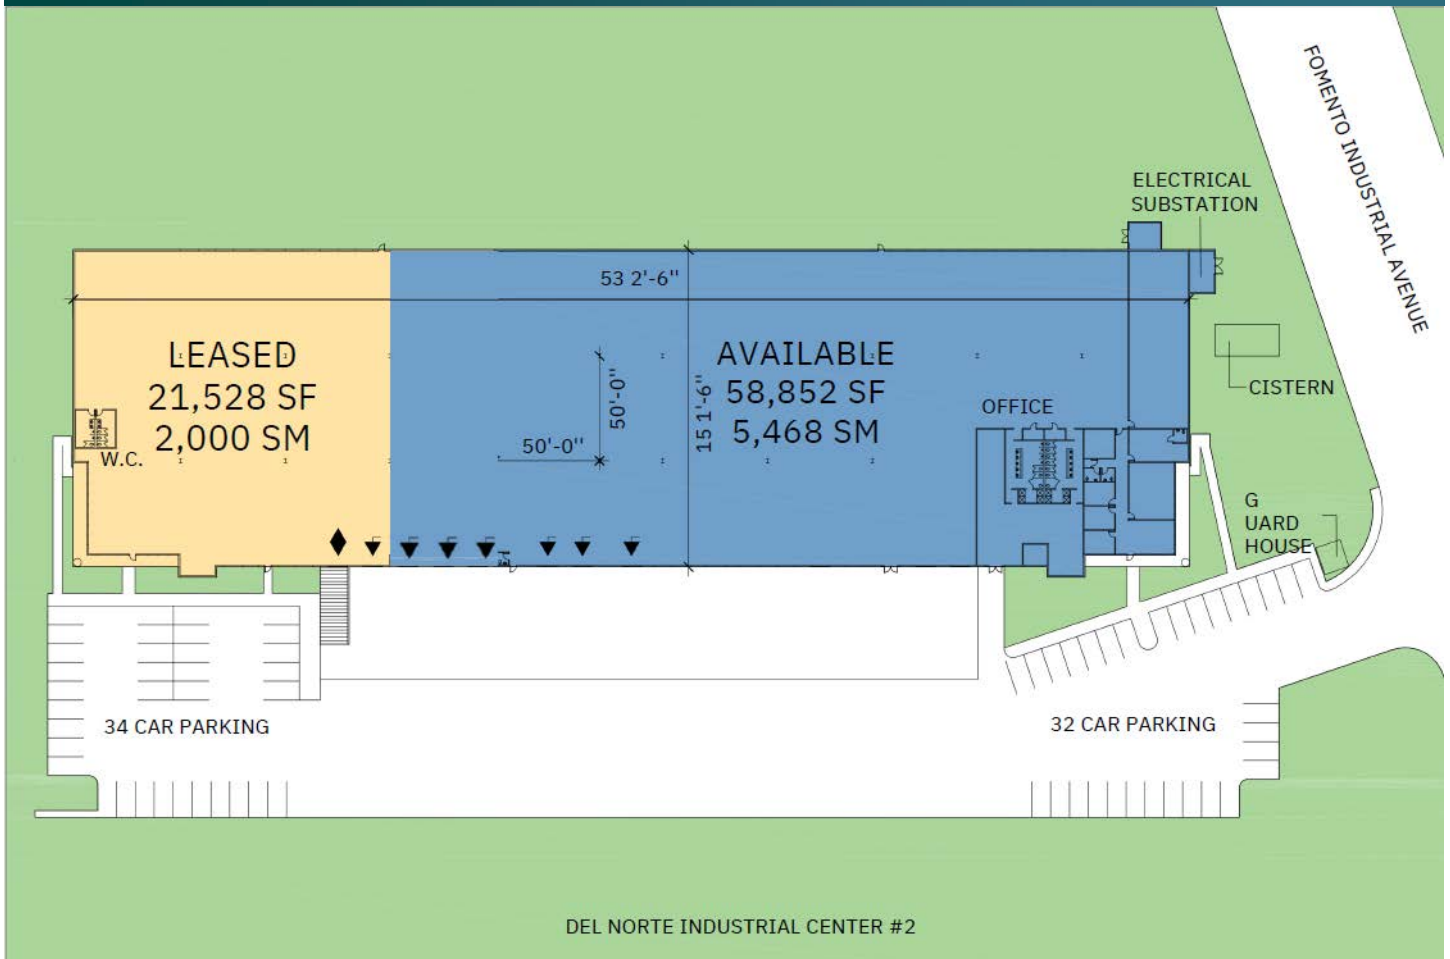 FOMENTO INDUSTRIAL AVENUE
ELECTRICAL
SUBSTATION
53 2'-6"
LEASED
21,528 SF
2,000 SM
AVAILABLE
58,852 SF
5,468 SM
50'-0"
50'-0"
15 1'-6"
OFFICE
CISTERN
W.C.
G
UARD
HOUSE
34 CAR PARKING
32 CAR PARKING
DEL NORTE INDUSTRIAL CENTER #2